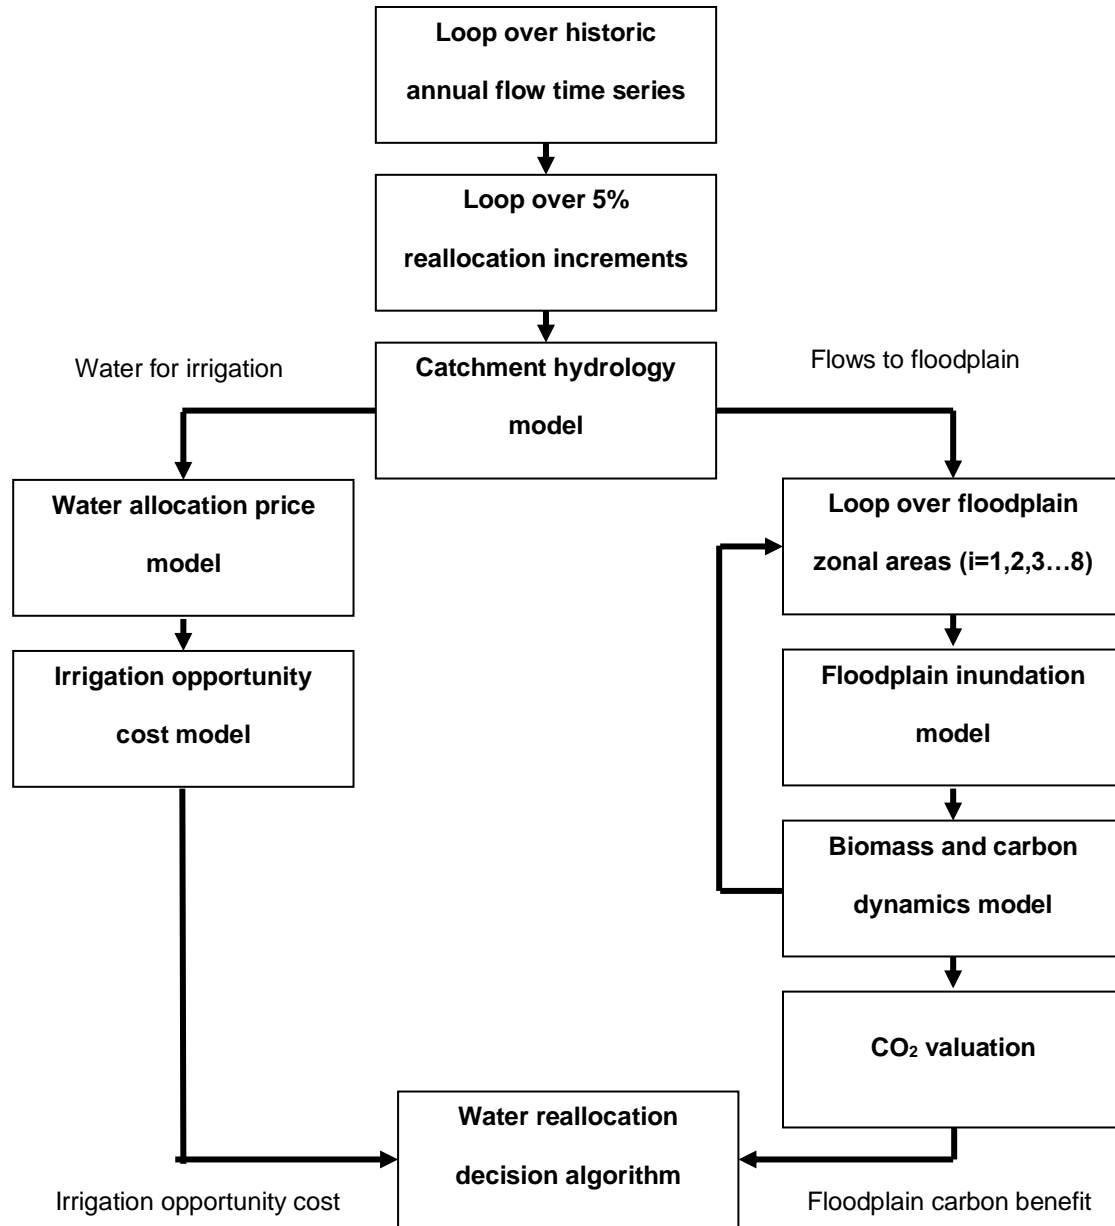 Loop over historic
annual flow time series
Loop over 5%
reallocation increments
Water for irrigation
Catchment hydrology
model
Flows to floodplain
Water allocation price
model
Loop over floodplain
zonal areas (i=1,2,3…8)
Irrigation opportunity
cost model
Floodplain inundation
model
Biomass and carbon
dynamics model
CO₂ valuation
Water reallocation
decision algorithm
Irrigation opportunity cost
Floodplain carbon benefit